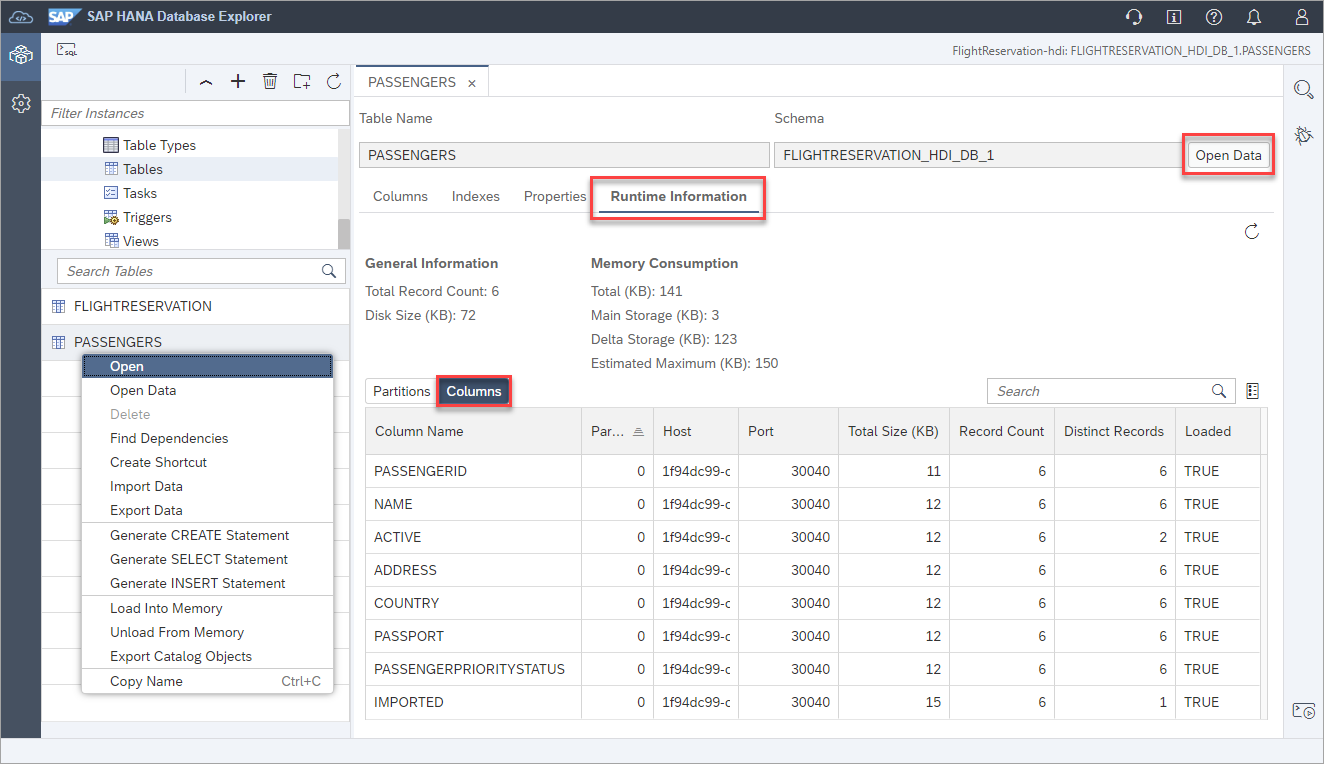 SAP SAP HANA Database Explorer
SQL
FlightReservation-hdi: FLIGHTRESERVATION_HDI_DB_1.PASSENGERS
Filter Instances
Table Types
Tables
Tasks
Triggers
Views
Search Tables
FLIGHTRESERVATION
PASSENGERS
Open
Open Data
Delete
Find Dependencies
Create Shortcut
Import Data
Export Data
Generate CREATE Statement
Generate SELECT Statement
Generate INSERT Statement
Load Into Memory
Unload From Memory
Export Catalog Objects
Copy Name Ctrl+C
PASSENGERS
Table Name Schema
PASSENGERS FLIGHTRESERVATION_HDI_DB_1 Open Data
Columns Indexes Properties Runtime Information
General Information
Total Record Count: 6
Disk Size (KB): 72
Memory Consumption
Total (KB): 141
Main Storage (KB): 3
Delta Storage (KB): 123
Estimated Maximum (KB): 150
Partitions Columns Search
Column Name Par... Host Port Total Size (KB) Record Count Distinct Records Loaded
PASSENGERID 0 1f94dc99-c 30040 11 6 6 TRUE
NAME 0 1f94dc99-c 30040 12 6 6 TRUE
ACTIVE 0 1f94dc99-c 30040 12 6 2 TRUE
ADDRESS 0 1f94dc99-c 30040 12 6 6 TRUE
COUNTRY 0 1f94dc99-c 30040 12 6 6 TRUE
PASSPORT 0 1f94dc99-c 30040 12 6 6 TRUE
PASSENGERPRIORITYSTATUS 0 1f94dc99-c 30040 12 6 6 TRUE
IMPORTED 0 1f94dc99-c 30040 15 6 1 TRUE